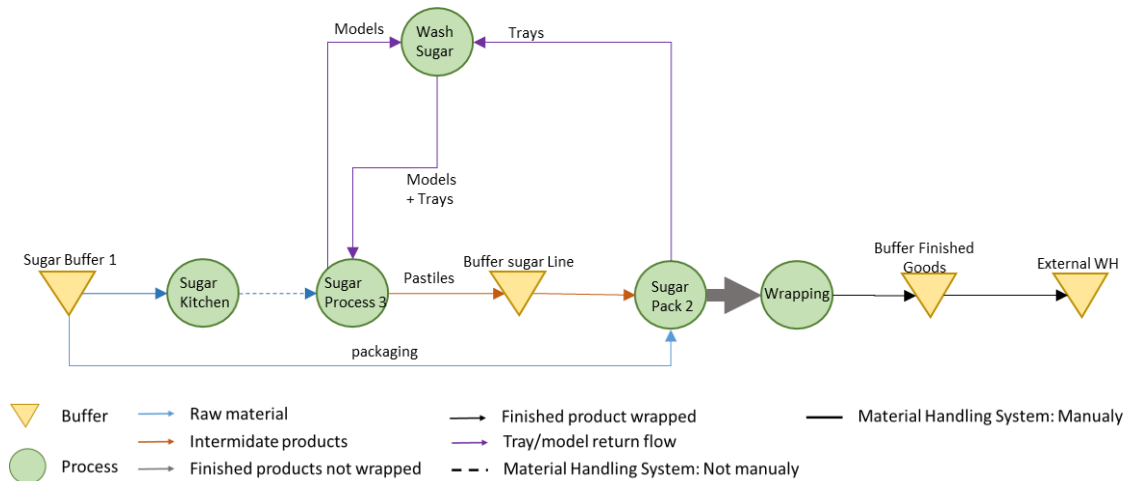 Models
Wash
Sugar
Trays
Models
+ Trays
Sugar Buffer 1
Sugar
Kitchen
Sugar
Process 3
Pastiles
Buffer sugar Line
Sugar
Pack 2
Wrapping
Buffer Finished
Goods
External WH
packaging
Buffer
Raw material
Finished product wrapped
Material Handling System: Manualy
Intermidate products
Tray/model return flow
Process
Finished products not wrapped
Material Handling System: Not manualy